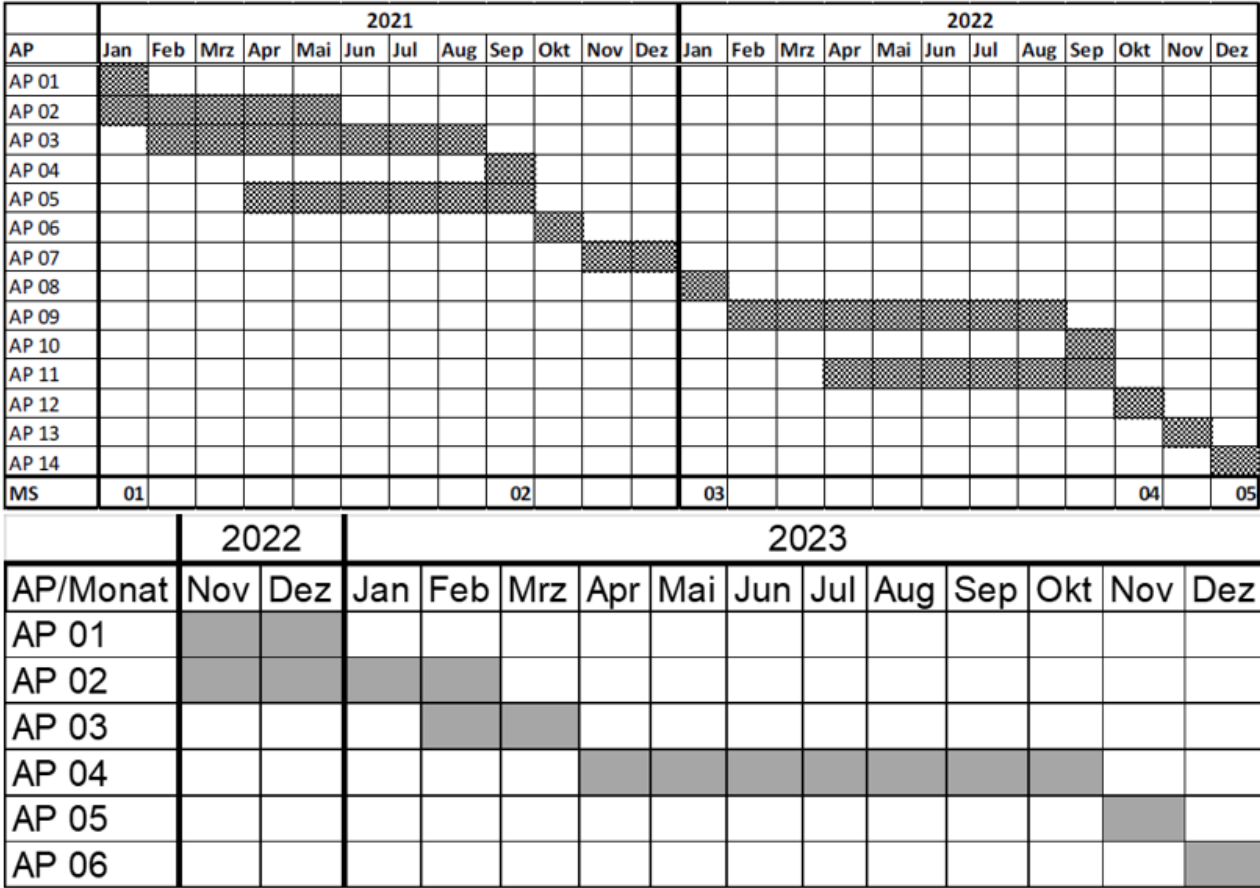 2021 2022
AP Jan Feb Mrz Apr Mai Jun Jul Aug Sep Okt Nov Dez Jan Feb Mrz Apr Mai Jun Jul Aug Sep Okt Nov Dez
AP 01
AP 02
AP 03
AP 04
AP 05
AP 06
AP 07
AP 08
AP 09
AP 10
AP 11
AP 12
AP 13
AP 14
MS 01 02 03 04 05
2022 2023
AP/Monat Nov Dez Jan Feb Mrz Apr Mai Jun Jul Aug Sep Okt Nov Dez
AP 01
AP 02
AP 03
AP 04
AP 05
AP 06